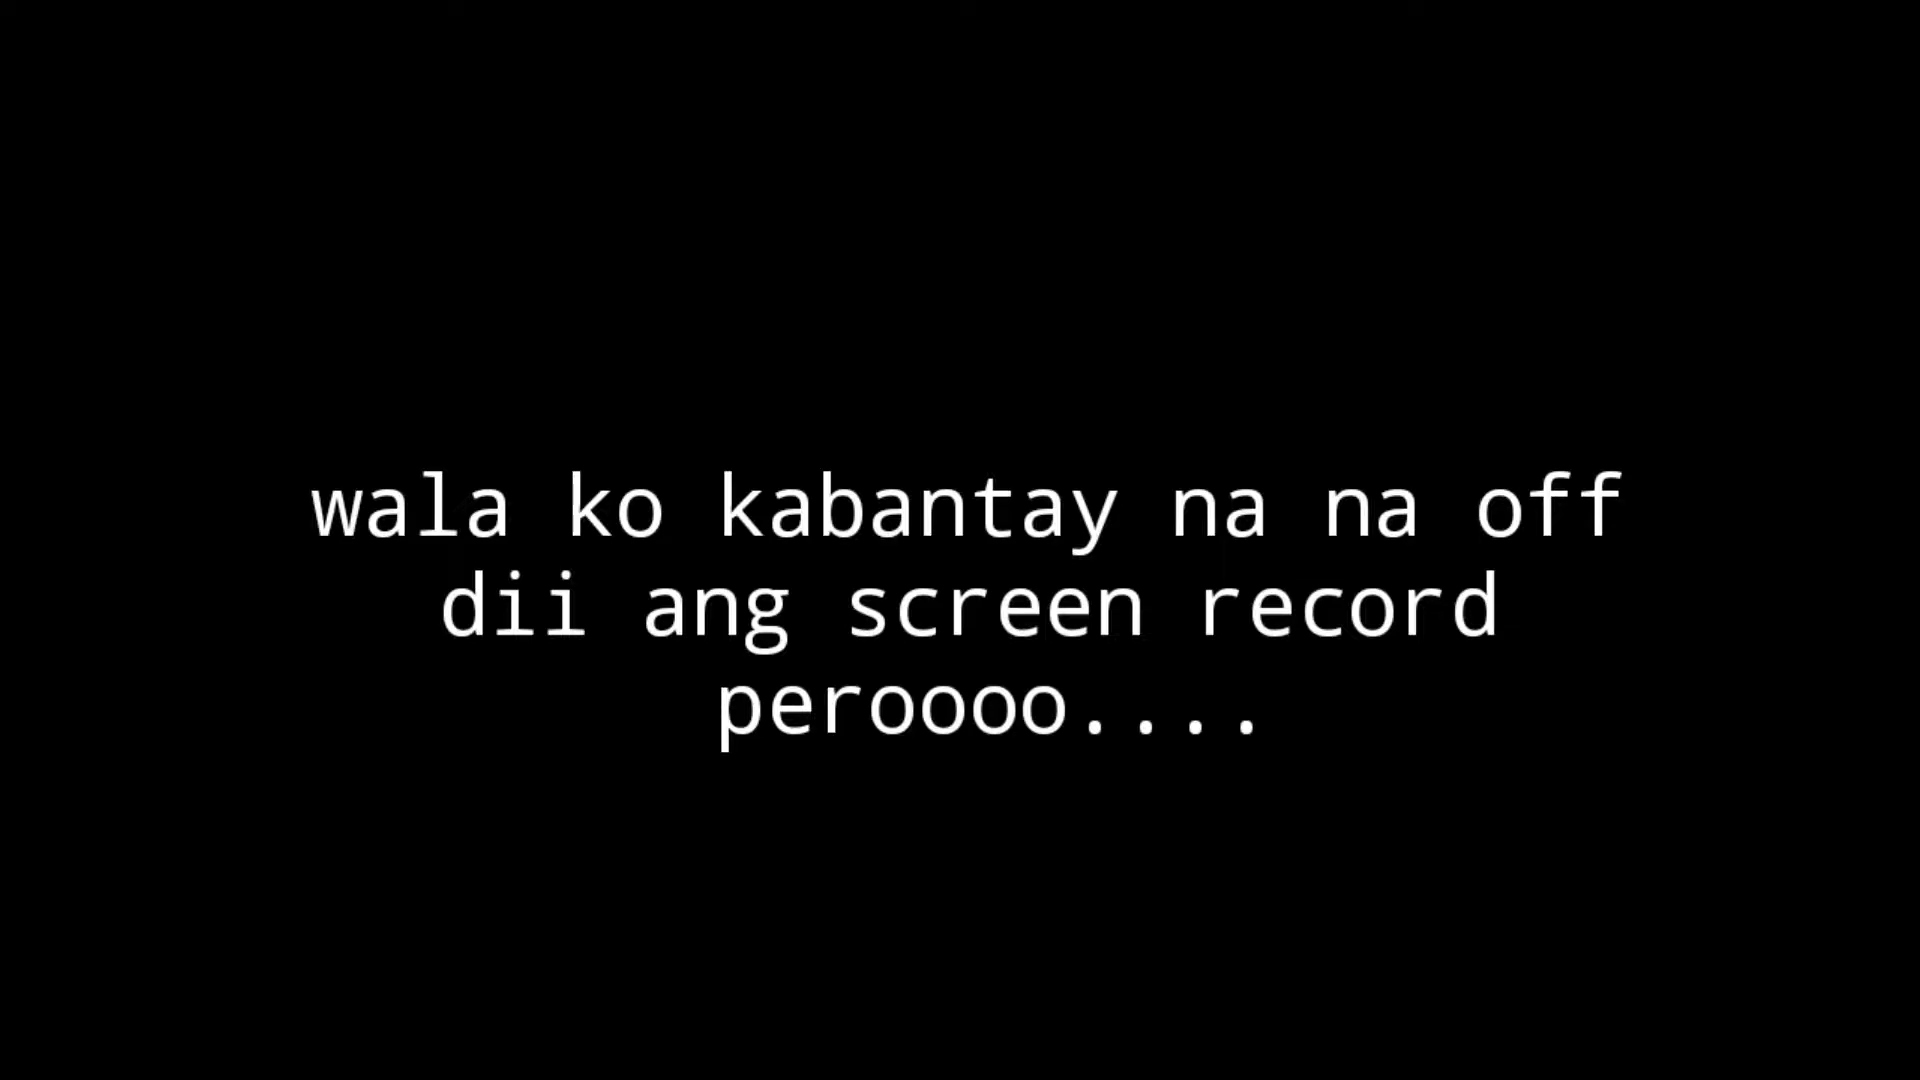 wala ko kabantay na na off
dii ang screen record
peroooo....